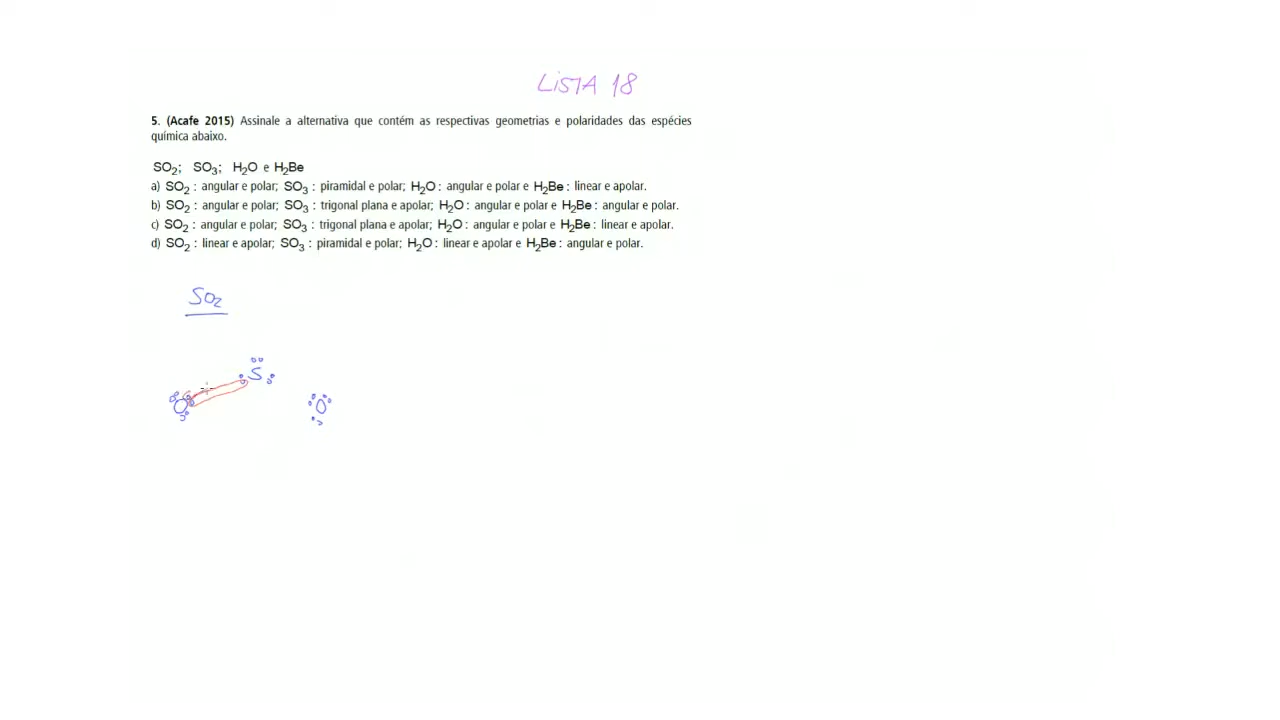 LISTA 18
5. (Acafe 2015) Assinale a alternativa que contém as respectivas geometrias e polaridades das espécies
química abaixo.
SO₂; SO₃; H₂O e H₂Be
a) SO₂ : angular e polar; SO₃ : piramidal e polar; H₂O : angular e polar e H₂Be : linear e apolar.
b) SO₂ : angular e polar; SO₃ : trigonal plana e apolar; H₂O : angular e polar e H₂Be : angular e polar.
c) SO₂ : angular e polar; SO₃ : trigonal plana e apolar; H₂O : angular e polar e H₂Be : linear e apolar.
d) SO₂ : linear e apolar; SO₃ : piramidal e polar; H₂O : linear e apolar e H₂Be : angular e polar.
SO₂
S
O O